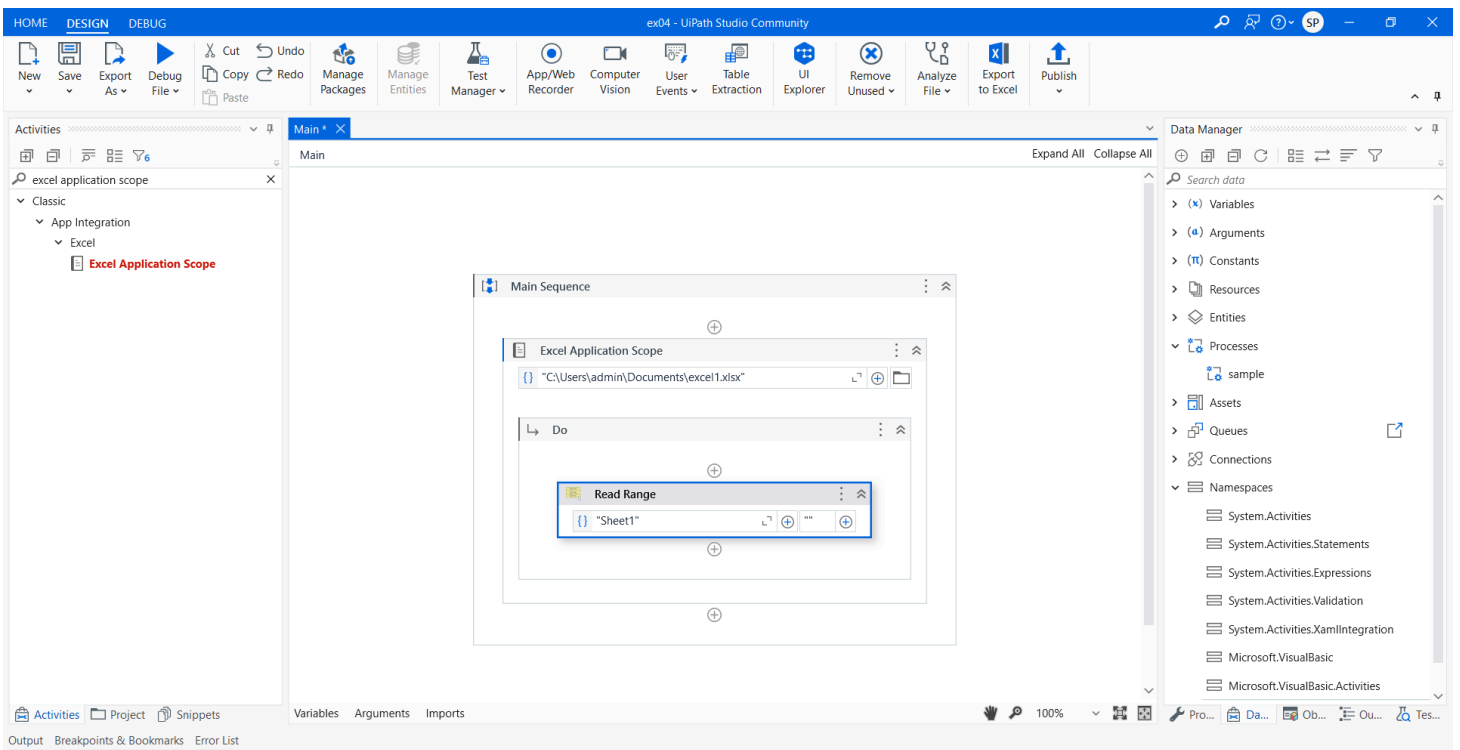 HOME DESIGN DEBUG ex04 - UiPath Studio Community SP
New Save Export As Debug File Cut Copy Paste Undo Redo Manage Packages Manage Entities Test Manager App/Web Recorder Computer Vision User Events Table Extraction UI Explorer Remove Unused Analyze File Export to Excel Publish
Activities
6
excel application scope
Classic
App Integration
Excel
Excel Application Scope
Main *
Main Expand All Collapse All
Main Sequence
Excel Application Scope
{} "C:\Users\admin\Documents\excel1.xlsx"
Do
Read Range
{} "Sheet1" ""
Variables Arguments Imports 100%
Data Manager
Search data
(x) Variables
(a) Arguments
(π) Constants
Resources
Entities
Processes
sample
Assets
Queues
Connections
Namespaces
System.Activities
System.Activities.Statements
System.Activities.Expressions
System.Activities.Validation
System.Activities.XamlIntegration
Microsoft.VisualBasic
Microsoft.VisualBasic.Activities
Activities Project Snippets
Pro... Da... Ob... Ou... Tes...
Output Breakpoints & Bookmarks Error List